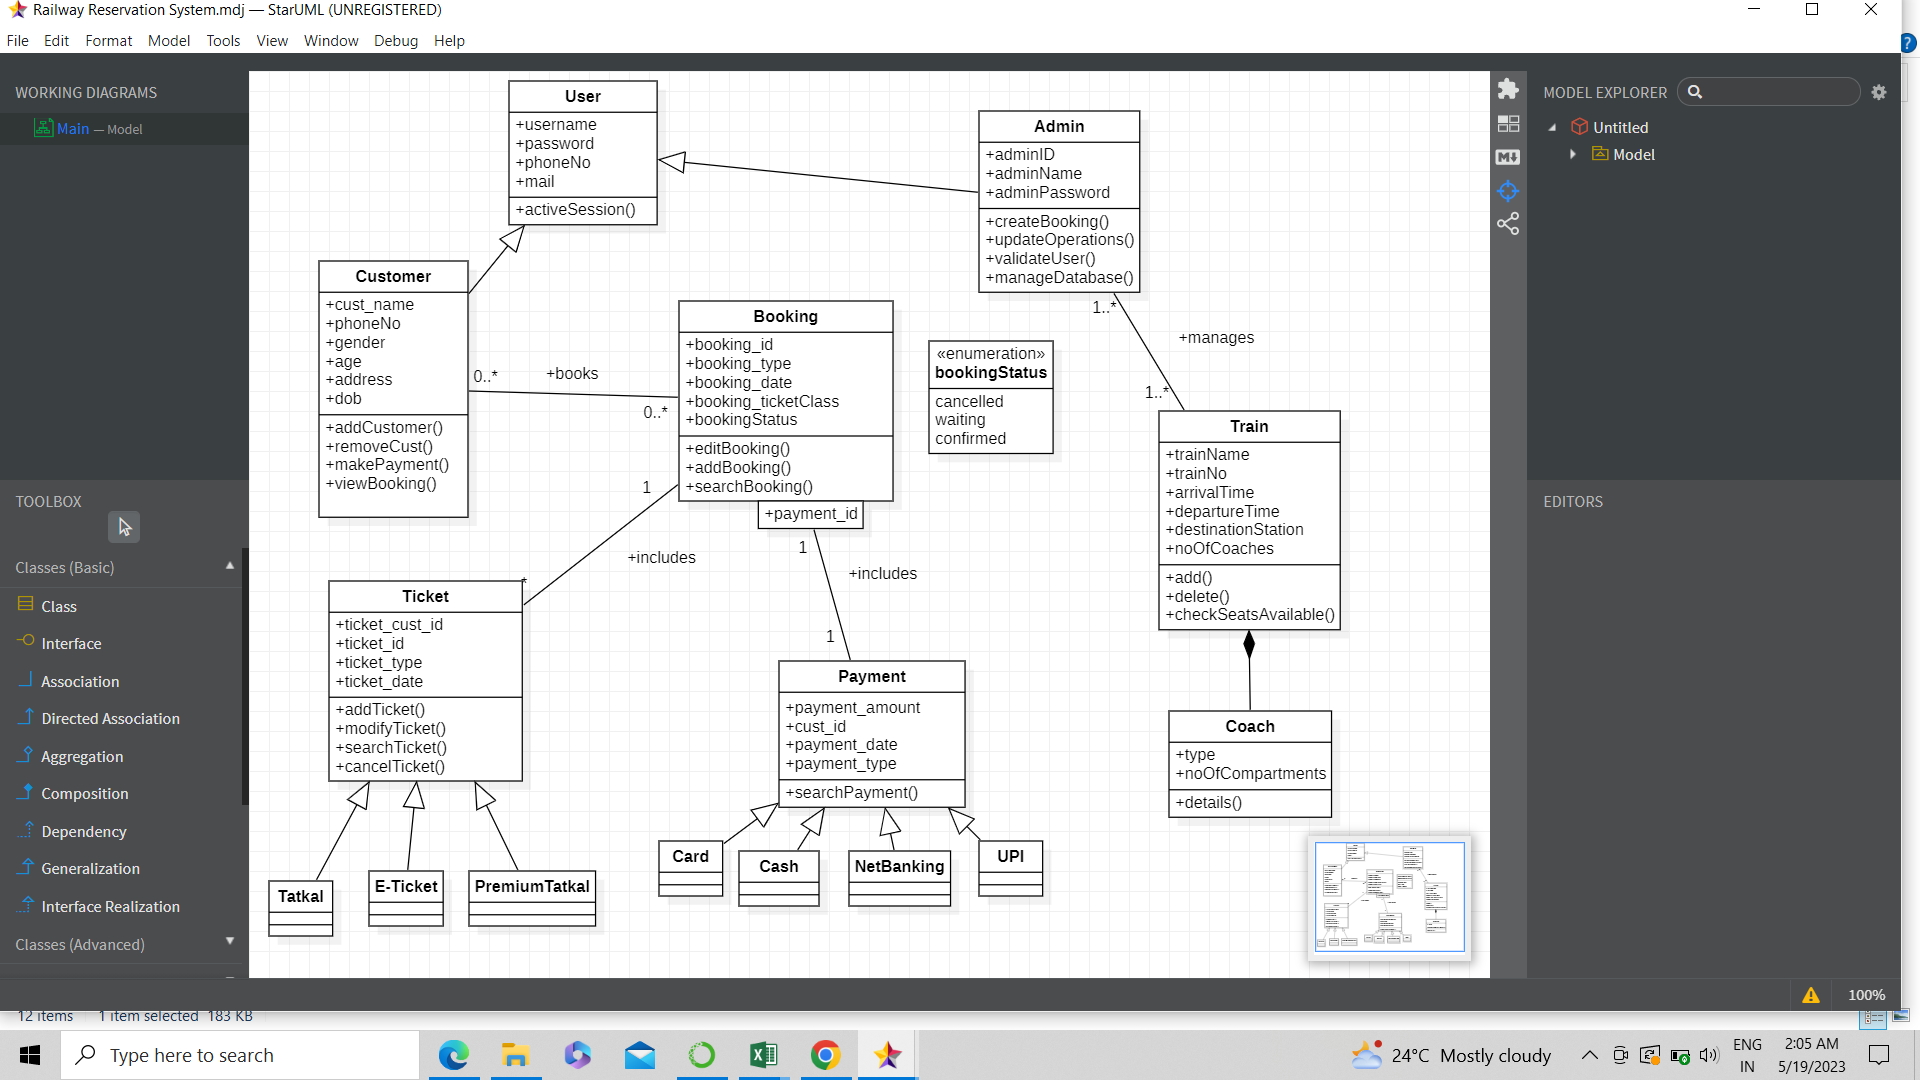 Railway Reservation System.mdj — StarUML (UNREGISTERED)
File Edit Format Model Tools View Window Debug Help
WORKING DIAGRAMS
Main — Model
TOOLBOX
Classes (Basic)
Class
Interface
Association
Directed Association
Aggregation
Composition
Dependency
Generalization
Interface Realization
Classes (Advanced)
User
+username
+password
+phoneNo
+mail
+activeSession()
Admin
+adminID
+adminName
+adminPassword
+createBooking()
+updateOperations()
+validateUser()
+manageDatabase()
1..*
+manages
1..*
Customer
+cust_name
+phoneNo
+gender
+age
+address
+dob
+addCustomer()
+removeCust()
+makePayment()
+viewBooking()
0..*
+books
0..*
Booking
+booking_id
+booking_type
+booking_date
+booking_ticketClass
+bookingStatus
+editBooking()
+addBooking()
+searchBooking()
+payment_id
«enumeration»
bookingStatus
cancelled
waiting
confirmed
Train
+trainName
+trainNo
+arrivalTime
+departureTime
+destinationStation
+noOfCoaches
+add()
+delete()
+checkSeatsAvailable()
1
+includes
*
1
+includes
1
Ticket
+ticket_cust_id
+ticket_id
+ticket_type
+ticket_date
+addTicket()
+modifyTicket()
+searchTicket()
+cancelTicket()
Payment
+payment_amount
+cust_id
+payment_date
+payment_type
+searchPayment()
Coach
+type
+noOfCompartments
+details()
Tatkal
E-Ticket
PremiumTatkal
Card
Cash
NetBanking
UPI
MODEL EXPLORER
Untitled
Model
EDITORS
100%
12 items 1 item selected 183 KB
Type here to search
24°C Mostly cloudy
ENG
IN
2:05 AM
5/19/2023